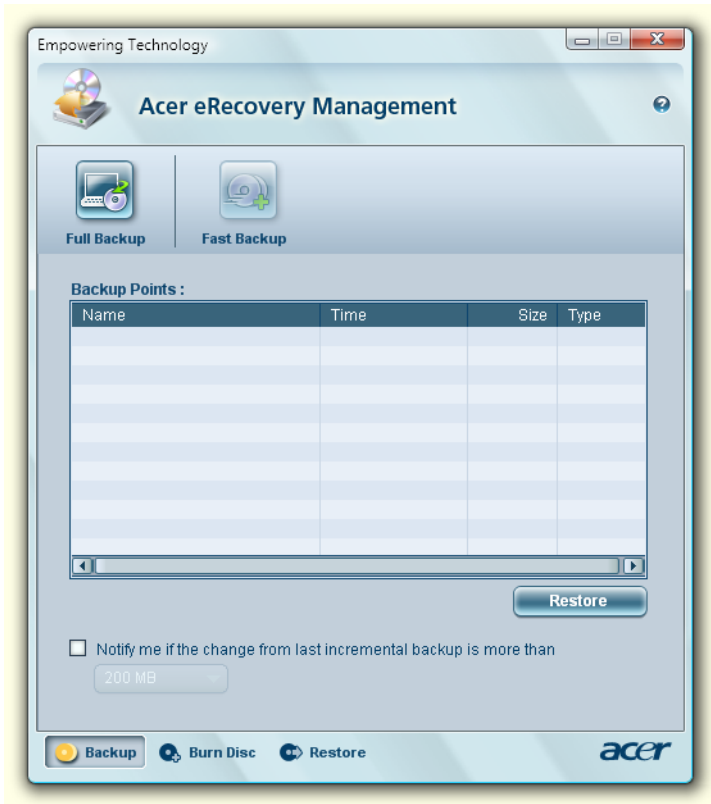 Empowering Technology
Acer eRecovery Management
Full Backup
Fast Backup
Backup Points :
Name Time Size Type
Restore
Notify me if the change from last incremental backup is more than
200 MB
Backup Burn Disc Restore acer